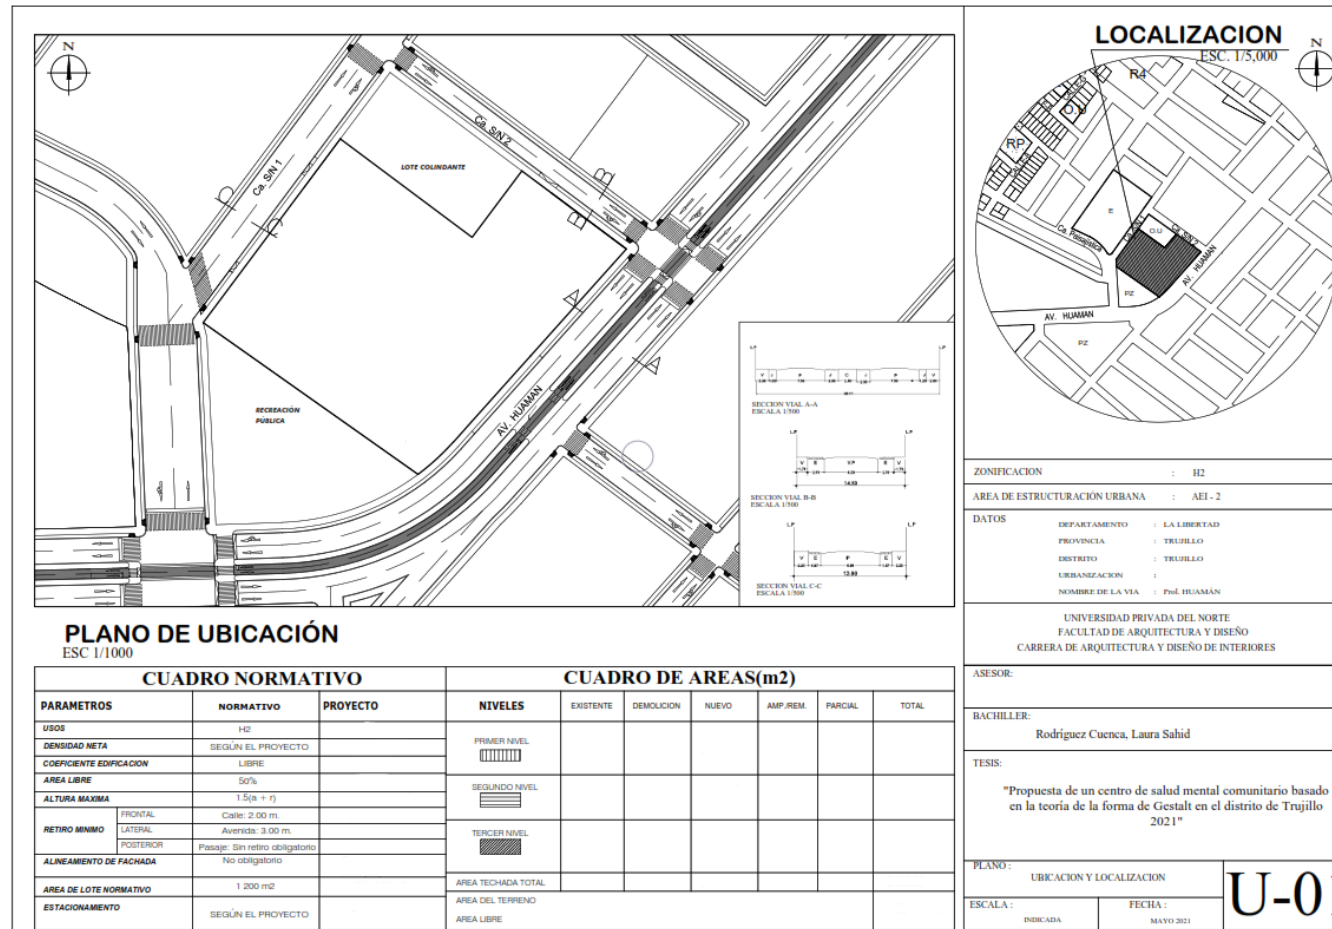 N
Ca. S/N 1
Ca. S/N 2
LOTE COLINDANTE
B
B
B
C
A
A
AV. HUAMAN
RECREACIÓN
PÚBLICA
L.P
L.P
SECCION VIAL A-A
ESCALA 1/500
L.P
L.P
14.50
SECCION VIAL B-B
ESCALA 1/500
L.P
L.P
V E P E V
13.90
SECCION VIAL C-C
ESCALA 1/500
PLANO DE UBICACIÓN
ESC 1/1000
CUADRO NORMATIVO
PARAMETROS NORMATIVO PROYECTO
USOS H2
DENSIDAD NETA SEGÚN EL PROYECTO
COEFICIENTE EDIFICACION LIBRE
AREA LIBRE 50%
ALTURA MAXIMA 1.5(a + r)
RETIRO MINIMO FRONTAL Calle: 2.00 m.
LATERAL Avenida: 3.00 m.
POSTERIOR Pasaje: Sin retiro obligatorio
ALINEAMIENTO DE FACHADA No obligatorio
AREA DE LOTE NORMATIVO 1 200 m2
ESTACIONAMIENTO SEGÚN EL PROYECTO
CUADRO DE AREAS(m2)
NIVELES EXISTENTE DEMOLICION NUEVO AMP./REM. PARCIAL TOTAL
PRIMER NIVEL
SEGUNDO NIVEL
TERCER NIVEL
AREA TECHADA TOTAL
AREA DEL TERRENO
AREA LIBRE
LOCALIZACION
ESC. 1/5,000
N
R4
O.U
RP
E
O.U
Ca. Paisajística
Ca. S/N 1
Ca. S/N 2
AV. HUAMAN
PZ
AV. HUAMAN
PZ
ZONIFICACION : H2
AREA DE ESTRUCTURACIÓN URBANA : AEI - 2
DATOS
DEPARTAMENTO : LA LIBERTAD
PROVINCIA : TRUJILLO
DISTRITO : TRUJILLO
URBANIZACION :
NOMBRE DE LA VIA : Prol. HUAMÁN
UNIVERSIDAD PRIVADA DEL NORTE
FACULTAD DE ARQUITECTURA Y DISEÑO
CARRERA DE ARQUITECTURA Y DISEÑO DE INTERIORES
ASESOR:
BACHILLER:
Rodríguez Cuenca, Laura Sahid
TESIS:
"Propuesta de un centro de salud mental comunitario basado
en la teoría de la forma de Gestalt en el distrito de Trujillo
2021"
PLANO :
UBICACION Y LOCALIZACION
ESCALA :
INDICADA
FECHA :
MAYO 2021
U-0